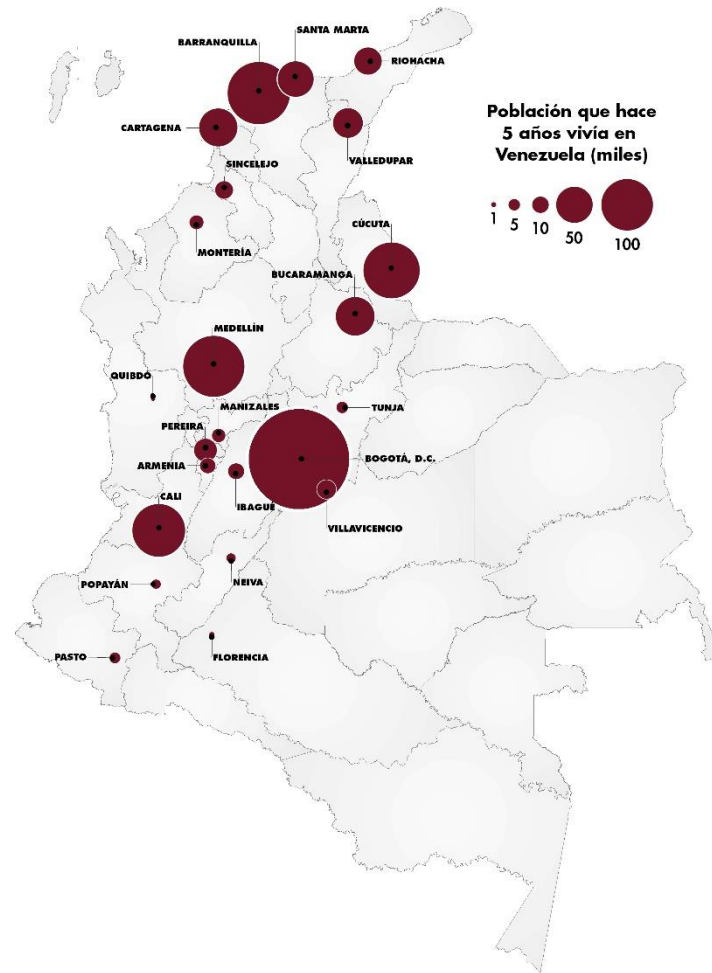 SANTA MARTA
BARRANQUILLA
RIOHACHA
CARTAGENA
VALLEDUPAR
SINCELEJO
MONTERÍA
Población que hace
5 años vivía en
Venezuela (miles)
1 5 10 50 100
CÚCUTA
BUCARAMANGA
MEDELLÍN
QUIBDÓ
MANIZALES
TUNJA
PEREIRA
ARMENIA
BOGOTÁ, D.C.
IBAGUÉ
CALI
VILLAVICENCIO
POPAYÁN
NEIVA
PASTO
FLORENCIA